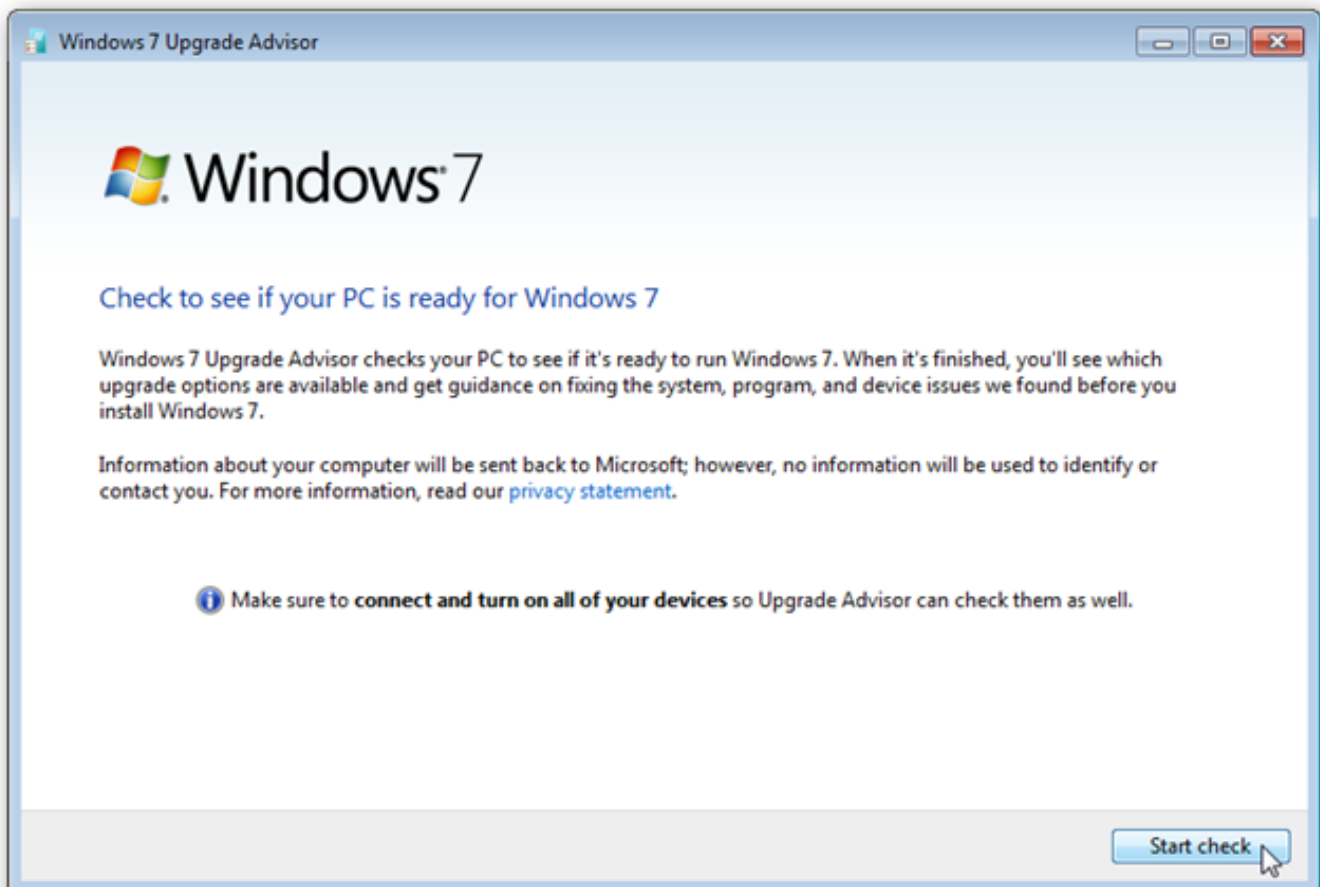 Windows 7 Upgrade Advisor
Windows® 7
Check to see if your PC is ready for Windows 7
Windows 7 Upgrade Advisor checks your PC to see if it's ready to run Windows 7. When it's finished, you'll see which
upgrade options are available and get guidance on fixing the system, program, and device issues we found before you
install Windows 7.
Information about your computer will be sent back to Microsoft; however, no information will be used to identify or
contact you. For more information, read our privacy statement.
Make sure to connect and turn on all of your devices so Upgrade Advisor can check them as well.
Start check